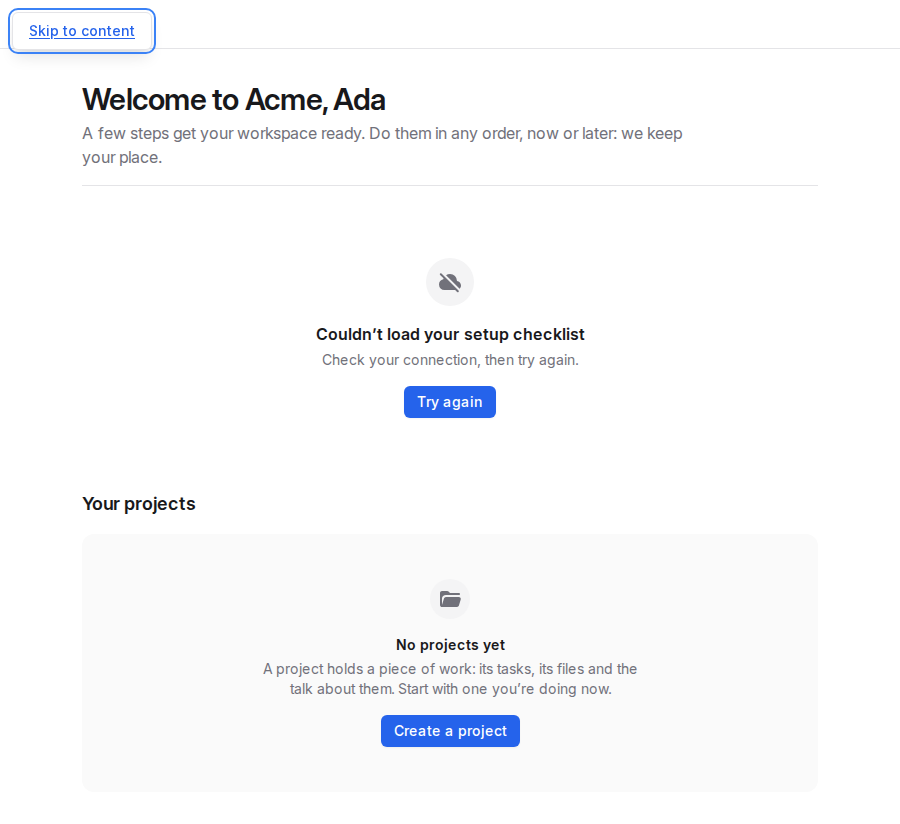 Skip to content
Welcome to Acme, Ada
A few steps get your workspace ready. Do them in any order, now or later: we keep
your place.
Couldn’t load your setup checklist
Check your connection, then try again.
Try again
Your projects
No projects yet
A project holds a piece of work: its tasks, its files and the
talk about them. Start with one you’re doing now.
Create a project